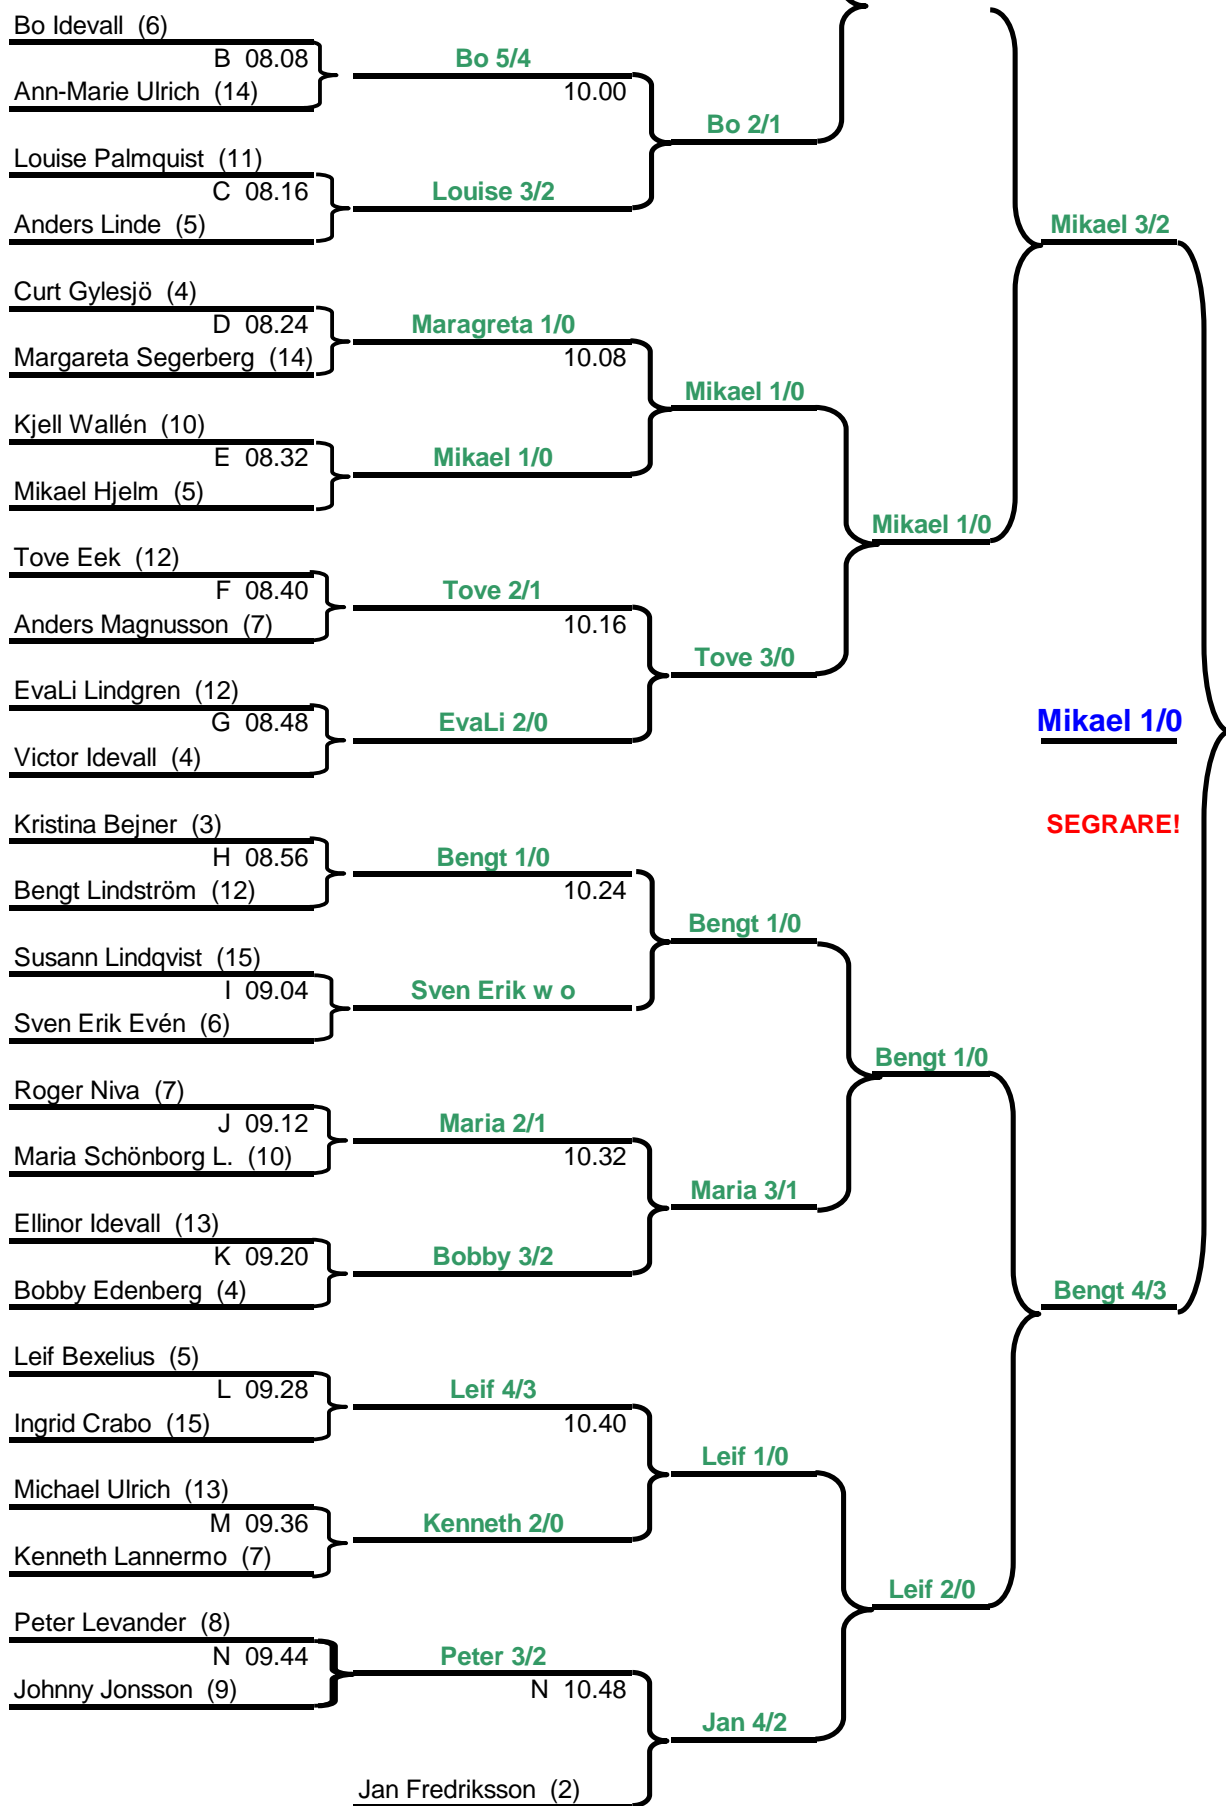 Bo Idevall (6)
B 08.08
Bo 5/4
Ann-Marie Ulrich (14)
10.00
Bo 2/1
Louise Palmquist (11)
C 08.16
Louise 3/2
Anders Linde (5)
Mikael 3/2
Curt Gylesjö (4)
D 08.24
Maragreta 1/0
Margareta Segerberg (14)
10.08
Mikael 1/0
Kjell Wallén (10)
E 08.32
Mikael 1/0
Mikael Hjelm (5)
Mikael 1/0
Tove Eek (12)
F 08.40
Tove 2/1
Anders Magnusson (7)
10.16
Tove 3/0
EvaLi Lindgren (12)
G 08.48
EvaLi 2/0
Mikael 1/0
Victor Idevall (4)
Kristina Bejner (3)
SEGRARE!
H 08.56
Bengt 1/0
Bengt Lindström (12)
10.24
Bengt 1/0
Susann Lindqvist (15)
I 09.04
Sven Erik w o
Sven Erik Evén (6)
Bengt 1/0
Roger Niva (7)
J 09.12
Maria 2/1
Maria Schönborg L. (10)
10.32
Maria 3/1
Ellinor Idevall (13)
K 09.20
Bobby 3/2
Bobby Edenberg (4)
Bengt 4/3
Leif Bexelius (5)
L 09.28
Leif 4/3
Ingrid Crabo (15)
10.40
Leif 1/0
Michael Ulrich (13)
M 09.36
Kenneth 2/0
Kenneth Lannermo (7)
Leif 2/0
Peter Levander (8)
N 09.44
Peter 3/2
Johnny Jonsson (9)
N 10.48
Jan 4/2
Jan Fredriksson (2)